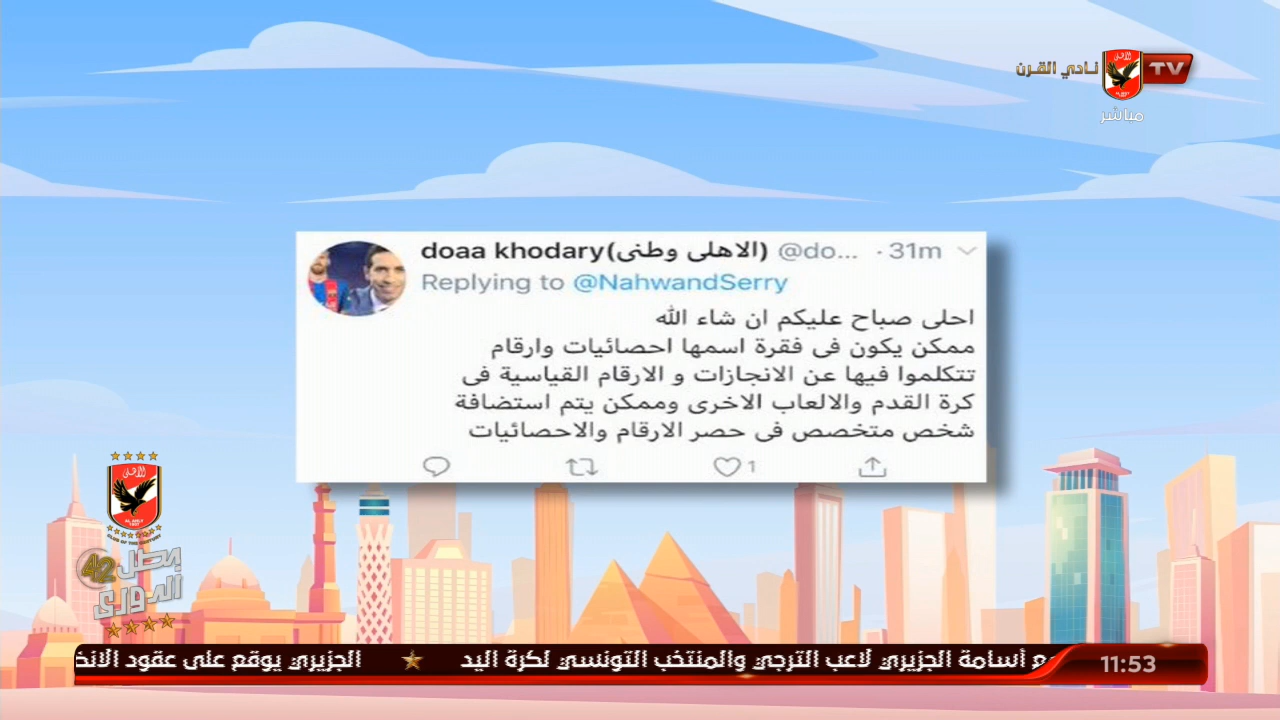 نادي القرن
TV
مباشر
doaa khodary(الاهلى وطنى) @do... · 31m
Replying to @NahwandSerry
احلى صباح عليكم ان شاء الله
ممكن يكون فى فقرة اسمها احصائيات وارقام
تتكلموا فيها عن الانجازات و الارقام القياسية فى
كرة القدم والالعاب الاخرى وممكن يتم استضافة
شخص متخصص فى حصر الارقام والاحصائيات
1
بطل
الدوري
42
مع أسامة الجزيري لاعب الترجي والمنتخب التونسي لكرة اليد ★ الجزيري يوقع على عقود
11:53